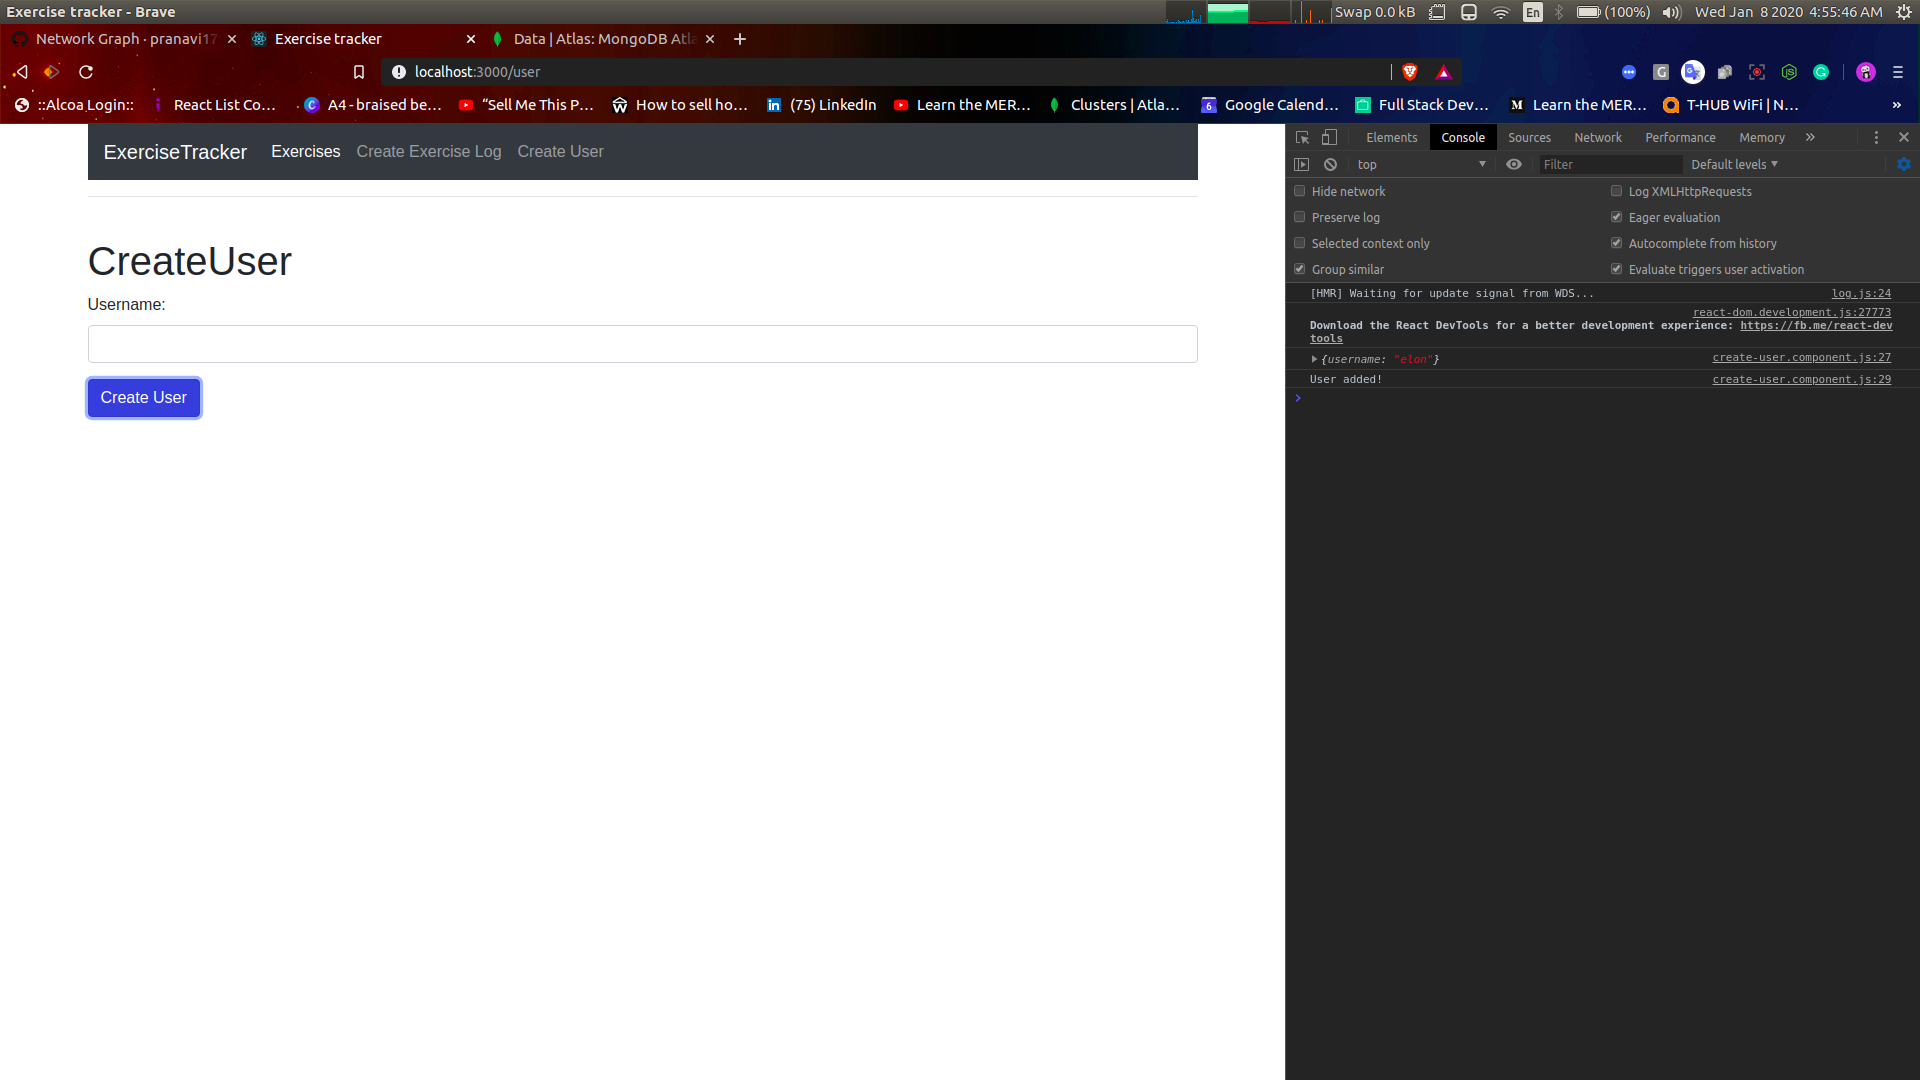 Exercise tracker - Brave
Swap 0.0 kB
En
(100%)
Wed Jan 8 2020 4:55:46 AM
Network Graph · pranavi17
Exercise tracker
Data | Atlas: MongoDB Atla
localhost:3000/user
::Alcoa Login::
React List Co…
A4 - braised be…
“Sell Me This P…
How to sell ho…
(75) LinkedIn
Learn the MER…
Clusters | Atla…
Google Calend…
Full Stack Dev…
Learn the MER…
T-HUB WiFi | N…
»
ExerciseTracker
Exercises
Create Exercise Log
Create User
CreateUser
Username:
Create User
Elements
Console
Sources
Network
Performance
Memory
»
top
Filter
Default levels
Hide network
Log XMLHttpRequests
Preserve log
Eager evaluation
Selected context only
Autocomplete from history
Group similar
Evaluate triggers user activation
[HMR] Waiting for update signal from WDS...
log.js:24
react-dom.development.js:27773
Download the React DevTools for a better development experience: https://fb.me/react-dev
tools
{username: "elon"}
create-user.component.js:27
User added!
create-user.component.js:29